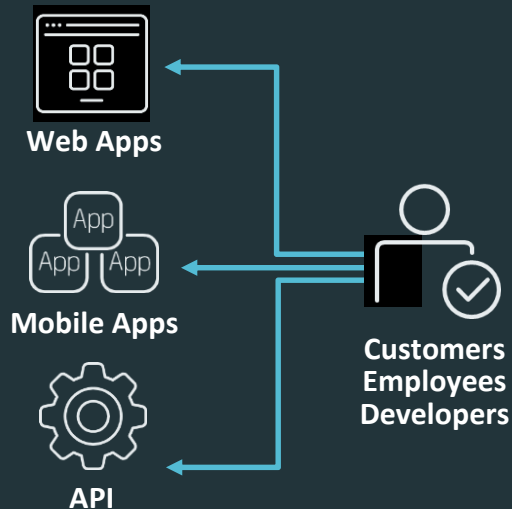 Web Apps
App
App App
Mobile Apps
API
Customers
Employees
Developers